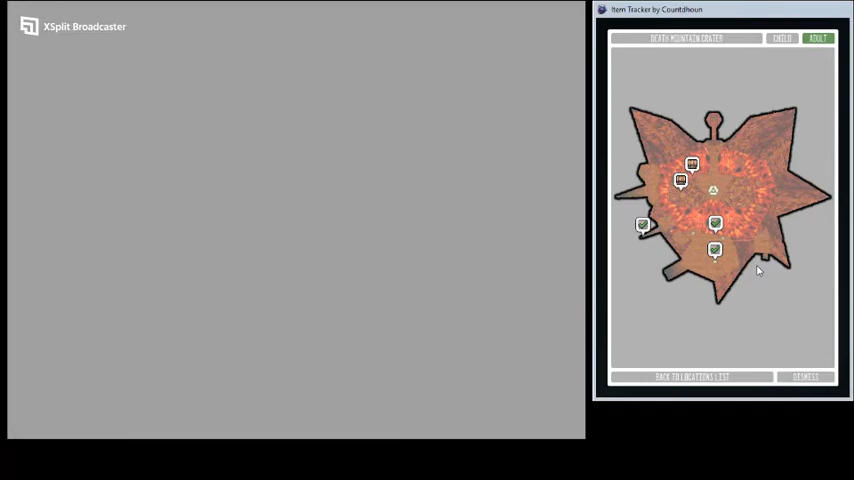 XSplit Broadcaster
Item Tracker by Countdhoun
DEATH MOUNTAIN CRATER
CHILD
ADULT
BACK TO LOCATIONS LIST
DISMISS